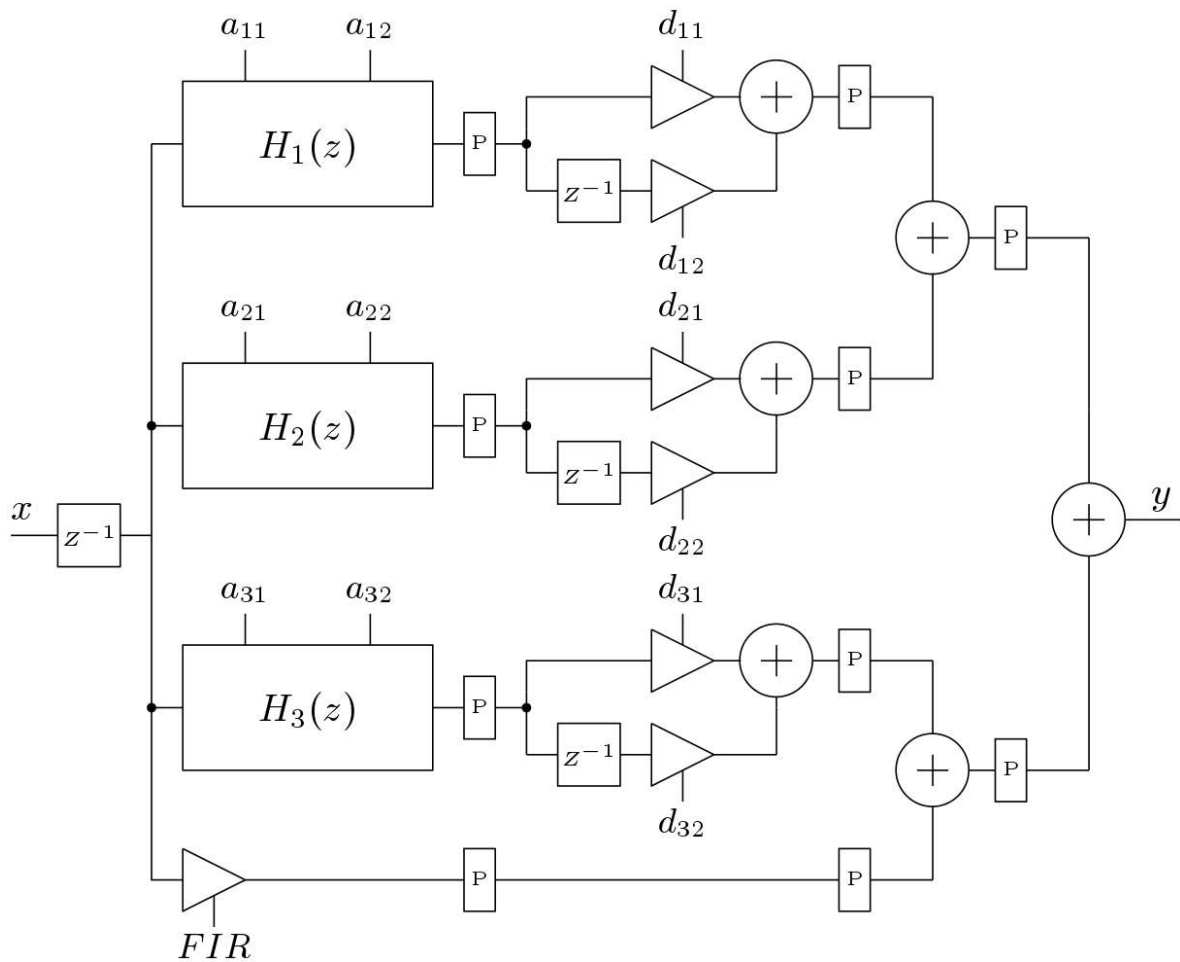 a11 a12 d11
H1(z) P + P
z−1
d12 + P
a21 a22 d21
H2(z) P + P
z−1
d22
x z−1 + y
a31 a32 d31
H3(z) P + P
z−1
d32 + P
P P
FIR